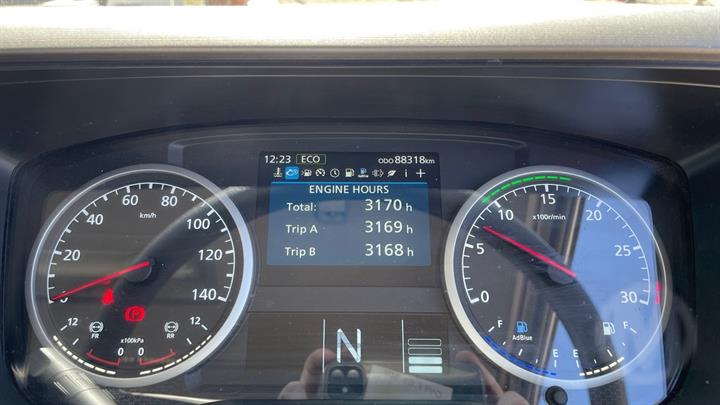 12:23 ECO ODO 88318km
ENGINE HOURS
Total: 3170 h
Trip A 3169 h
Trip B 3168 h
0 20 40 60 80 100 120 140
km/h
12 FR RR 12
x100kPa
0 0
P
N
0 5 10 15 20 25 30
x100r/min
F AdBlue E
E F